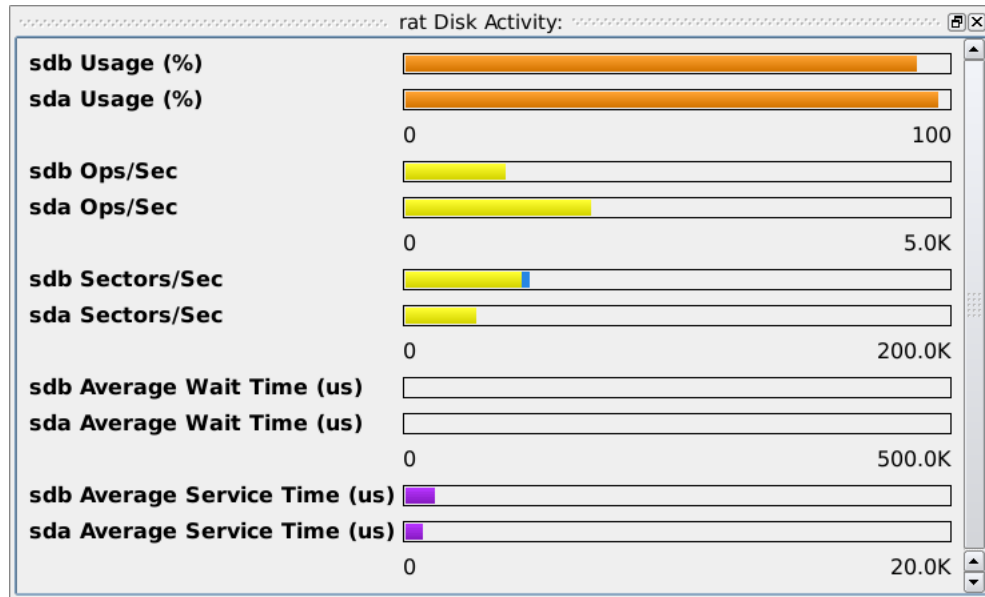 rat Disk Activity:
sdb Usage (%)
sda Usage (%)
0 100
sdb Ops/Sec
sda Ops/Sec
0 5.0K
sdb Sectors/Sec
sda Sectors/Sec
0 200.0K
sdb Average Wait Time (us)
sda Average Wait Time (us)
0 500.0K
sdb Average Service Time (us)
sda Average Service Time (us)
0 20.0K